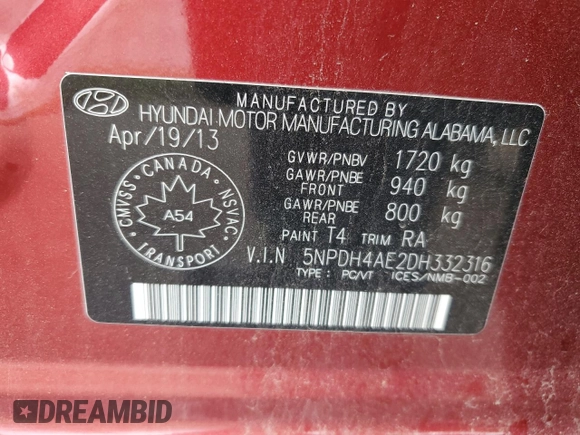 MANUFACTURED BY
HYUNDAI MOTOR MANUFACTURING ALABAMA, LLC
Apr/19/13
GVWR/PNBV 1720 kg
GAWR/PNBE FRONT 940 kg
GAWR/PNBE REAR 800 kg
PAINT T4 TRIM RA
V.I.N 5NPDH4AE2DH332316
TYPE : PC/VT ICES/NMB-002
CANADA
CMVSS
NSVAC
A54
TRANSPORT
DREAMBID